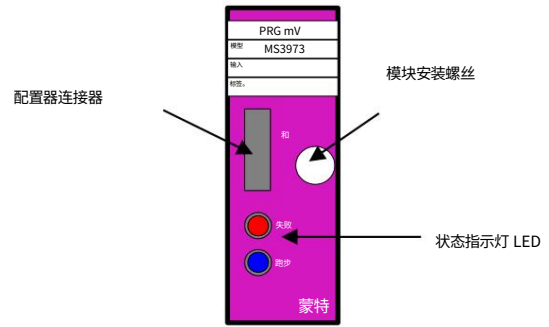 PRG mV
模型 MS3973
输入
标签。
配置器连接器
模块安装螺丝
和
失败
跑步
状态指示灯 LED
蒙特